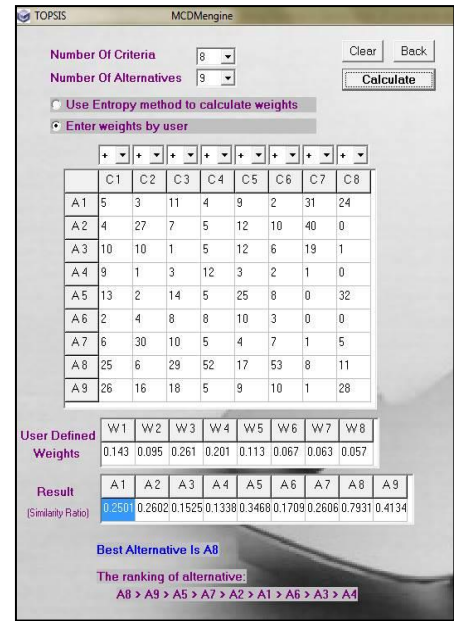 TOPSIS MCDMengine
Number Of Criteria 8 Clear Back
Number Of Alternatives 9 Calculate
Use Entropy method to calculate weights
Enter weights by user
+ + + + + + + +
C1 C2 C3 C4 C5 C6 C7 C8
A1 5 3 11 4 9 2 31 24
A2 4 27 7 5 12 10 40 0
A3 10 10 1 5 12 6 19 1
A4 9 1 3 12 3 2 1 0
A5 13 2 14 5 25 8 0 32
A6 2 4 8 8 10 3 0 0
A7 6 30 10 5 4 7 1 5
A8 25 6 29 52 17 53 8 11
A9 26 16 18 5 9 10 1 28
W1 W2 W3 W4 W5 W6 W7 W8
User Defined
Weights 0.143 0.095 0.261 0.201 0.113 0.067 0.063 0.057
A1 A2 A3 A4 A5 A6 A7 A8 A9
Result
(Similarity Ratio) 0.2501 0.2602 0.1525 0.1338 0.3468 0.1709 0.2606 0.7931 0.4134
Best Alternative Is A8
The ranking of alternative:
A8 > A9 > A5 > A7 > A2 > A1 > A6 > A3 > A4